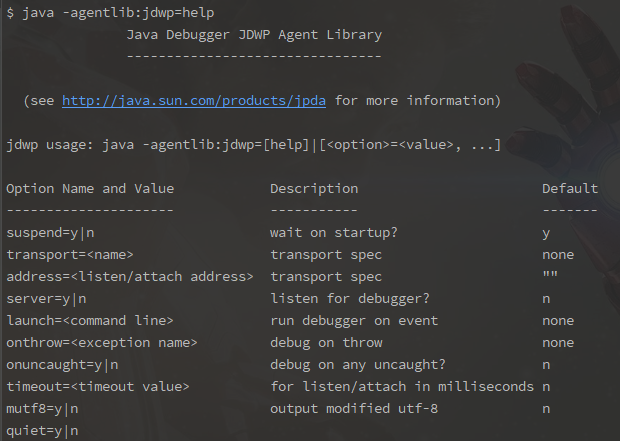 $ java -agentlib:jdwp=help
               Java Debugger JDWP Agent Library
               --------------------------------
  (see http://java.sun.com/products/jpda for more information)
jdwp usage: java -agentlib:jdwp=[help]|[<option>=<value>, ...]
Option Name and Value            Description                       Default
---------------------            -----------                       -------
suspend=y|n                      wait on startup?                  y
transport=<name>                 transport spec                    none
address=<listen/attach address>  transport spec                    ""
server=y|n                       listen for debugger?              n
launch=<command line>            run debugger on event             none
onthrow=<exception name>         debug on throw                    none
onuncaught=y|n                   debug on any uncaught?            n
timeout=<timeout value>          for listen/attach in milliseconds n
mutf8=y|n                        output modified utf-8             n
quiet=y|n